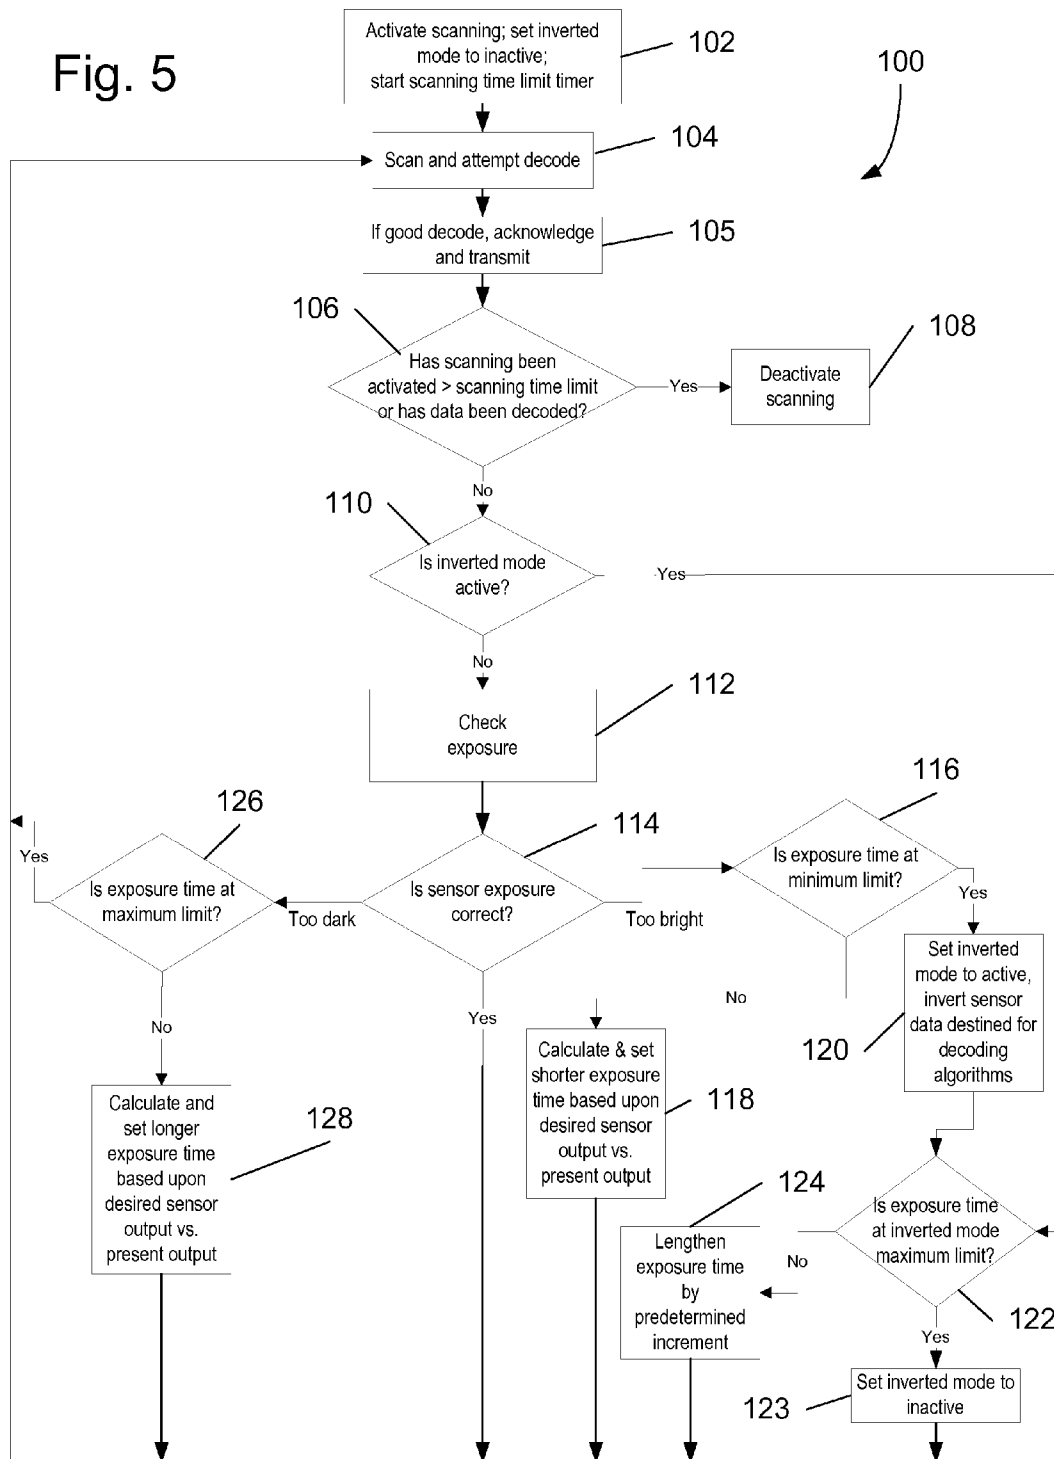 Fig. 5
Activate scanning; set inverted
mode to inactive;
start scanning time limit timer
102
100
Scan and attempt decode
104
If good decode, acknowledge
and transmit
105
106
Has scanning been
activated > scanning time limit
or has data been decoded?
Yes
Deactivate
scanning
108
No
110
Is inverted mode
active?
Yes
No
Check
exposure
112
126
114
116
Yes
Is exposure time at
maximum limit?
Too dark
Is sensor exposure
correct?
Too bright
Is exposure time at
minimum limit?
Yes
No
Yes
No
Set inverted
mode to active,
invert sensor
data destined for
decoding
algorithms
120
Calculate & set
shorter exposure
time based upon
desired sensor
output vs.
present output
118
Calculate and
set longer
exposure time
based upon
desired sensor
output vs.
present output
128
124
Lengthen
exposure time
by
predetermined
increment
No
Is exposure time
at inverted mode
maximum limit?
122
Yes
Set inverted mode to
inactive
123